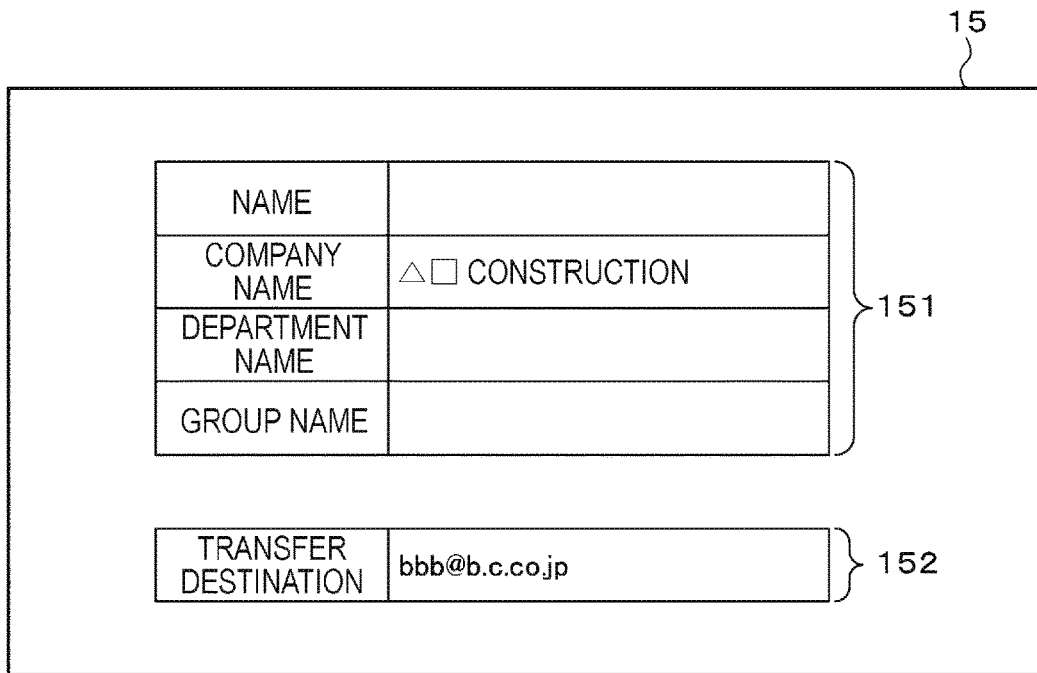 15
NAME
COMPANY
NAME
△□ CONSTRUCTION
DEPARTMENT
NAME
GROUP NAME
151
TRANSFER
DESTINATION
bbb@b.c.co.jp
152